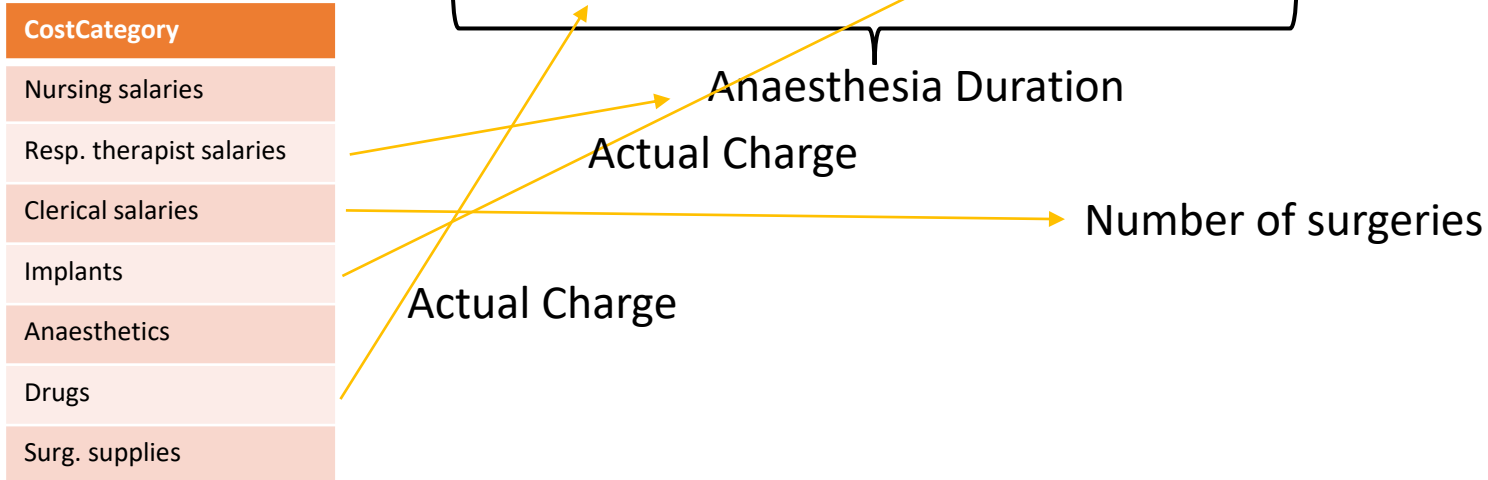 CostCategory
Nursing salaries
Resp. therapist salaries
Clerical salaries
Implants
Anaesthetics
Drugs
Surg. supplies
Anaesthesia Duration
Actual Charge
Number of surgeries
Actual Charge